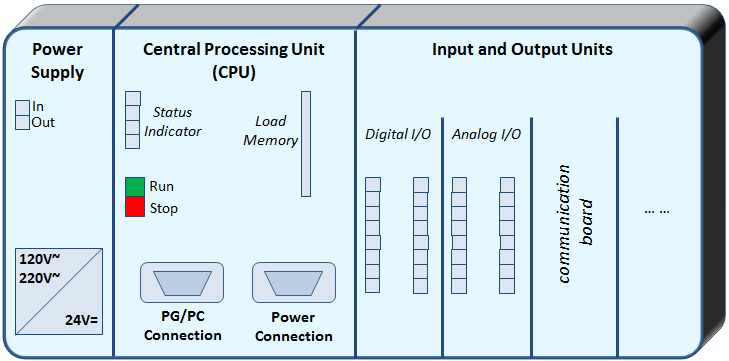 Power
Supply
In
Out
120V~
220V~
24V=
Central Processing Unit
(CPU)
Status
Indicator
Load
Memory
Run
Stop
PG/PC
Connection
Power
Connection
Input and Output Units
Digital I/O
Analog I/O
communication
board
... ...